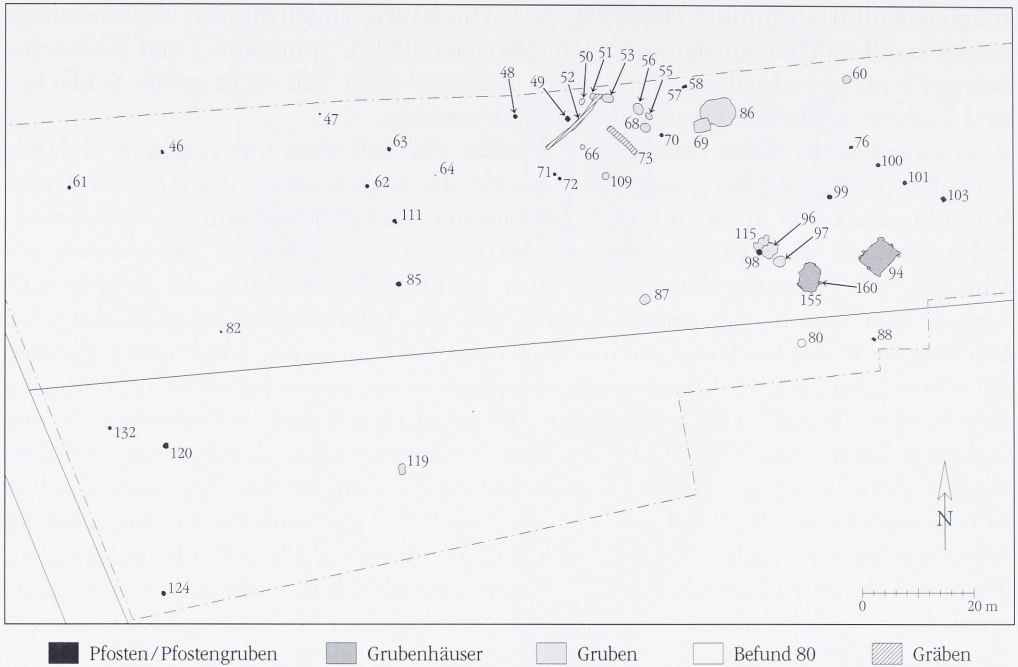 50 51 53
48 49 52 56 55 58 60
57
47 68 86
46 63 70 69 76
66 73 100
61 62 64 71 72 109 101
99 103
111 96
115 97
98
85 94
160
87 155
82 80 88
132
120 119
N
124
0 20 m
Pfosten/Pfostengruben Grubenhäuser Gruben Befund 80 Gräben